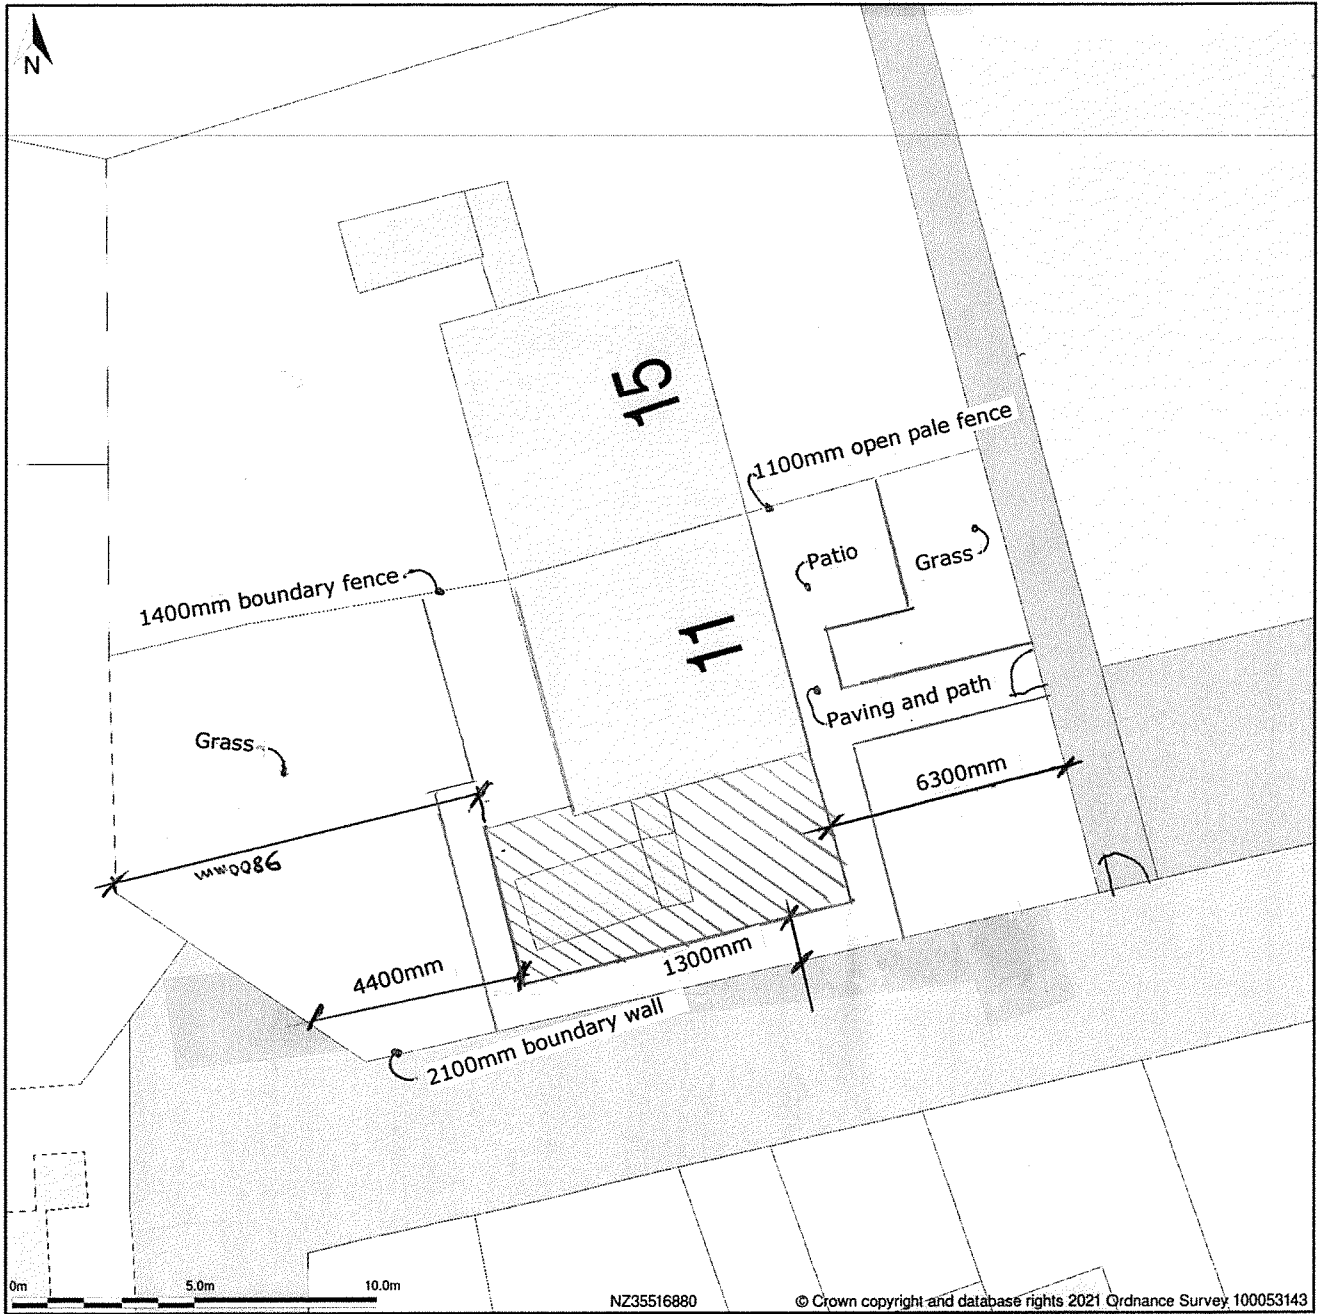 N
15
1100mm open pale fence
Patio
Grass
1400mm boundary fence
11
Paving and path
Grass
6300mm
9800mm
4400mm
1300mm
2100mm boundary wall
0m 5.0m 10.0m
NZ35516880
© Crown copyright and database rights 2021 Ordnance Survey 100053143